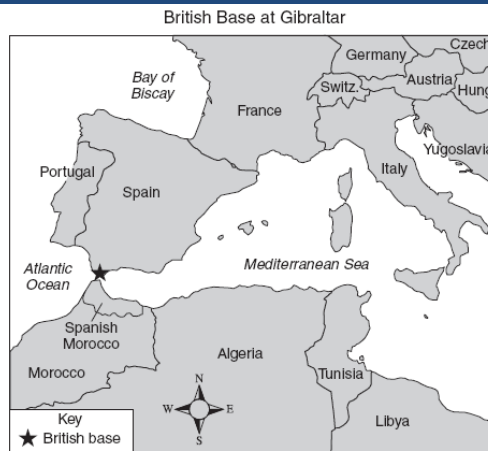 British Base at Gibraltar
Czech
Germany
Bay of
Biscay
Austria
Switz.
Hung
France
Yugoslavia
Portugal
Italy
Spain
Atlantic
Ocean
Mediterranean Sea
Spanish
Morocco
Algeria
Morocco
Tunisia
N
W E
S
Libya
Key
British base